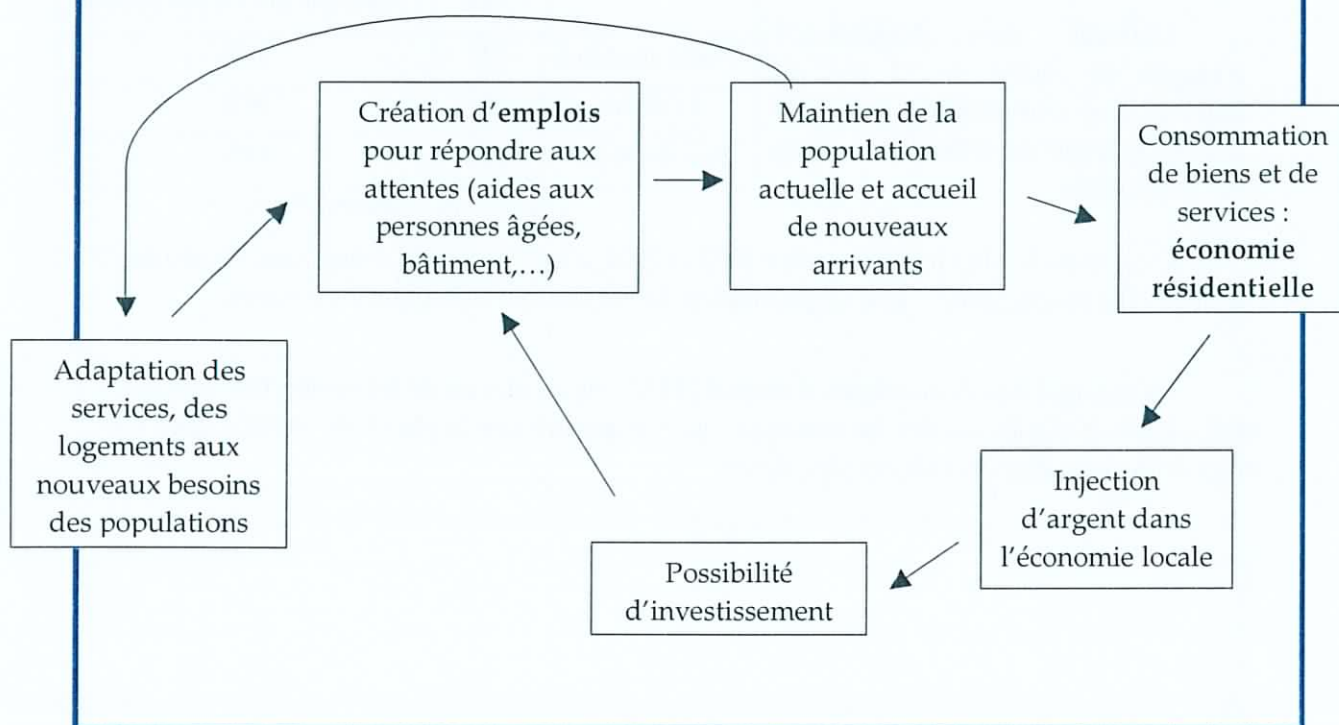 Création d'emplois
pour répondre aux
attentes (aides aux
personnes âgées,
bâtiment,…)
Maintien de la
population
actuelle et accueil
de nouveaux
arrivants
Consommation
de biens et de
services :
économie
résidentielle
Adaptation des
services, des
logements aux
nouveaux besoins
des populations
Injection
d'argent dans
l'économie locale
Possibilité
d'investissement